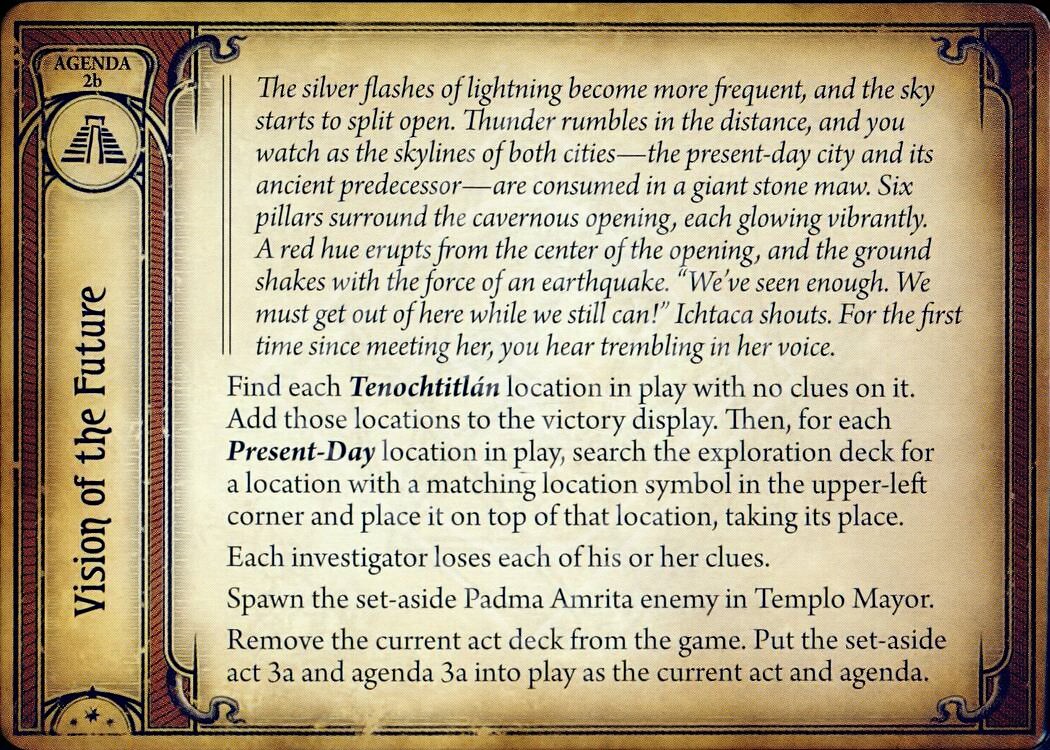 AGENDA
2b
Vision of the Future
The silver flashes of lightning become more frequent, and the sky
starts to split open. Thunder rumbles in the distance, and you
watch as the skylines of both cities—the present-day city and its
ancient predecessor—are consumed in a giant stone maw. Six
pillars surround the cavernous opening, each glowing vibrantly.
A red hue erupts from the center of the opening, and the ground
shakes with the force of an earthquake. “We’ve seen enough. We
must get out of here while we still can!” Ichtaca shouts. For the first
time since meeting her, you hear trembling in her voice.
Find each Tenochtitlán location in play with no clues on it.
Add those locations to the victory display. Then, for each
Present-Day location in play, search the exploration deck for
a location with a matching location symbol in the upper-left
corner and place it on top of that location, taking its place.
Each investigator loses each of his or her clues.
Spawn the set-aside Padma Amrita enemy in Templo Mayor.
Remove the current act deck from the game. Put the set-aside
act 3a and agenda 3a into play as the current act and agenda.